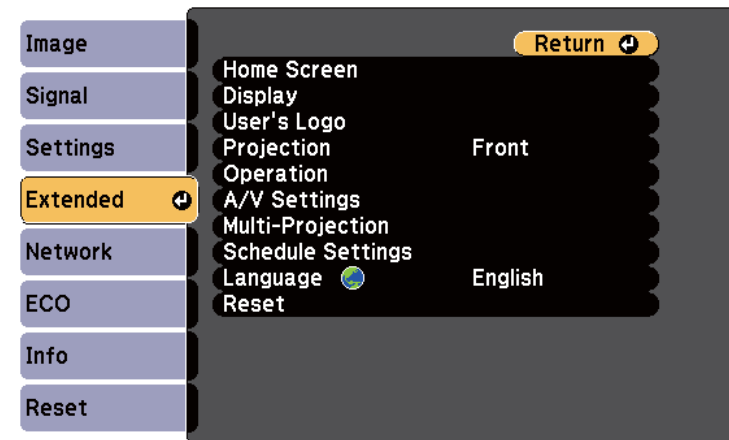 Image
Signal
Settings
Extended
Network
ECO
Info
Reset
Return
Home Screen
Display
User's Logo
Projection Front
Operation
A/V Settings
Multi-Projection
Schedule Settings
Language English
Reset